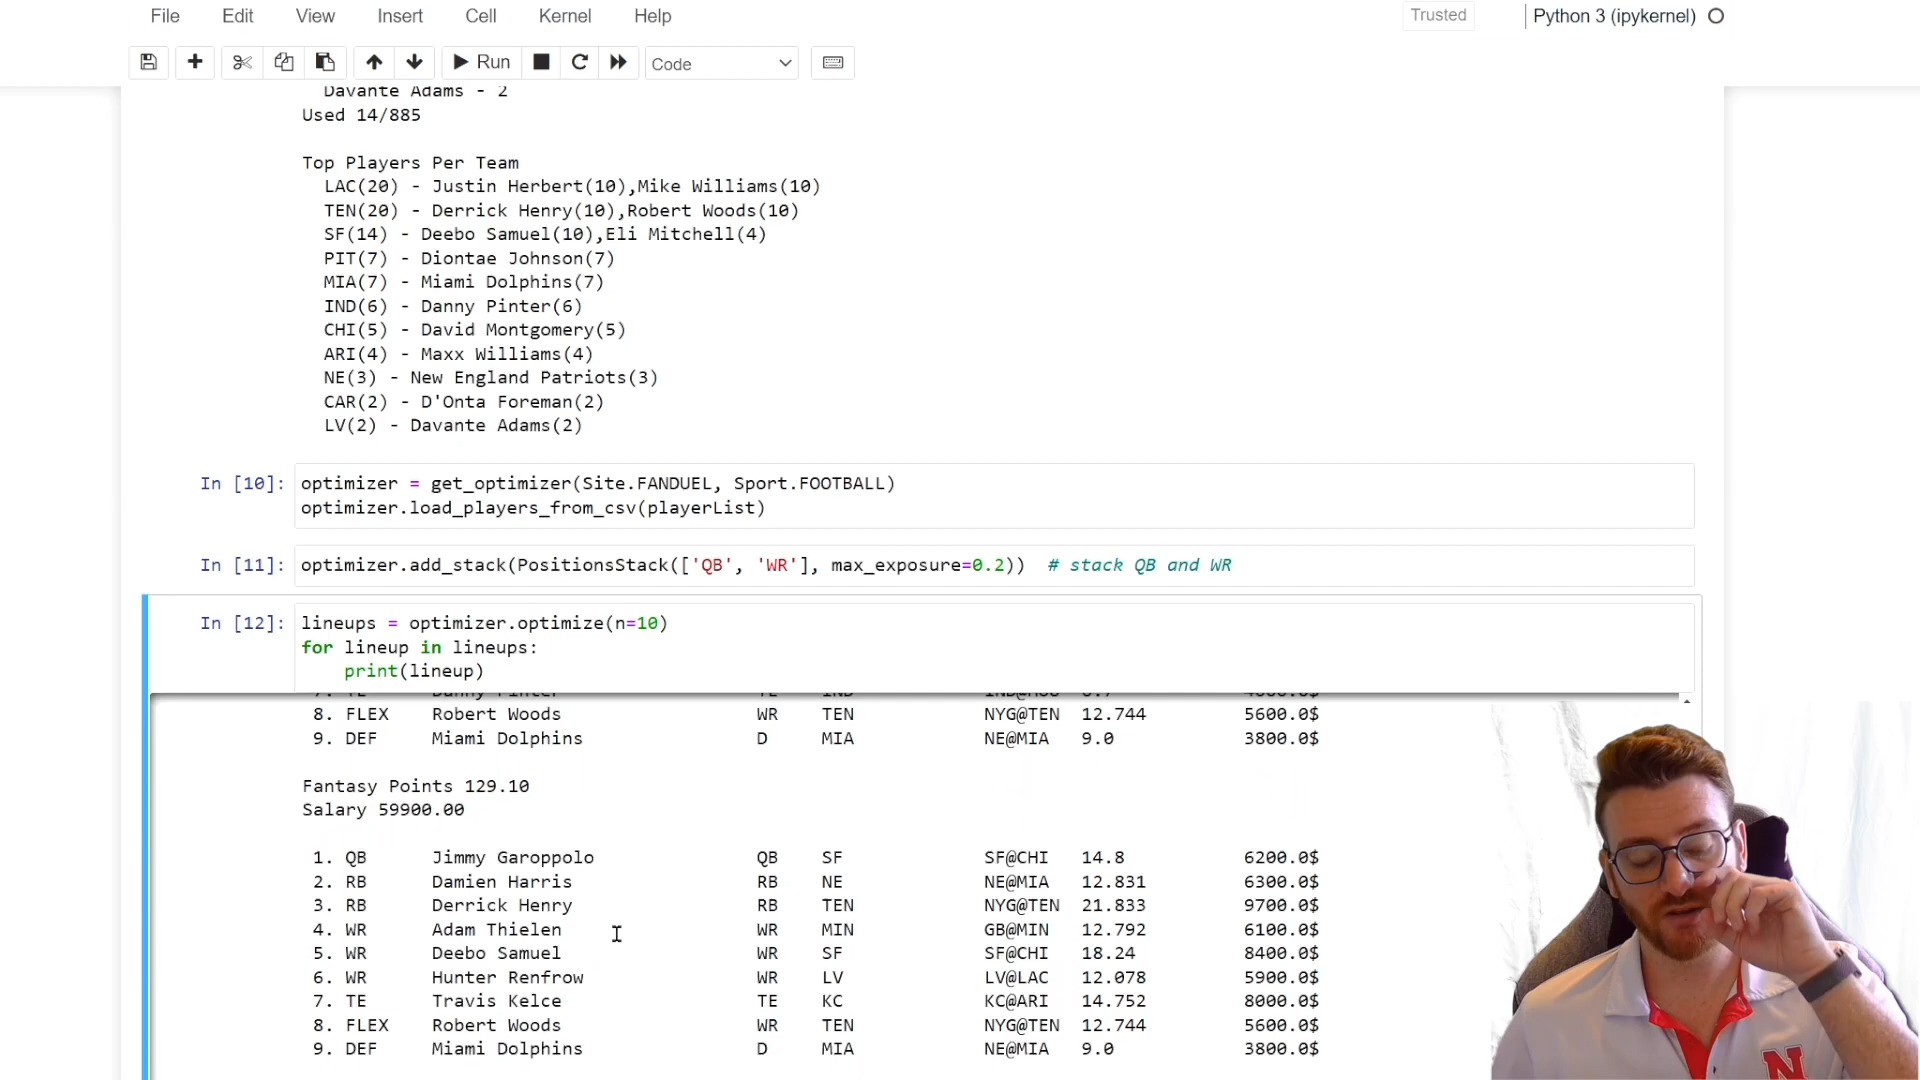 File Edit View Insert Cell Kernel Help Trusted Python 3 (ipykernel)
Run Code
Davante Adams - 2
Used 14/885
Top Players Per Team
LAC(20) - Justin Herbert(10),Mike Williams(10)
TEN(20) - Derrick Henry(10),Robert Woods(10)
SF(14) - Deebo Samuel(10),Eli Mitchell(4)
PIT(7) - Diontae Johnson(7)
MIA(7) - Miami Dolphins(7)
IND(6) - Danny Pinter(6)
CHI(5) - David Montgomery(5)
ARI(4) - Maxx Williams(4)
NE(3) - New England Patriots(3)
CAR(2) - D'Onta Foreman(2)
LV(2) - Davante Adams(2)
In [10]: optimizer = get_optimizer(Site.FANDUEL, Sport.FOOTBALL)
optimizer.load_players_from_csv(playerList)
In [11]: optimizer.add_stack(PositionsStack(['QB', 'WR'], max_exposure=0.2)) # stack QB and WR
In [12]: lineups = optimizer.optimize(n=10)
for lineup in lineups:
print(lineup)
8. FLEX Robert Woods WR TEN NYG@TEN 12.744 5600.0$
9. DEF Miami Dolphins D MIA NE@MIA 9.0 3800.0$
Fantasy Points 129.10
Salary 59900.00
1. QB Jimmy Garoppolo QB SF SF@CHI 14.8 6200.0$
2. RB Damien Harris RB NE NE@MIA 12.831 6300.0$
3. RB Derrick Henry RB TEN NYG@TEN 21.833 9700.0$
4. WR Adam Thielen WR MIN GB@MIN 12.792 6100.0$
5. WR Deebo Samuel WR SF SF@CHI 18.24 8400.0$
6. WR Hunter Renfrow WR LV LV@LAC 12.078 5900.0$
7. TE Travis Kelce TE KC KC@ARI 14.752 8000.0$
8. FLEX Robert Woods WR TEN NYG@TEN 12.744 5600.0$
9. DEF Miami Dolphins D MIA NE@MIA 9.0 3800.0$
N